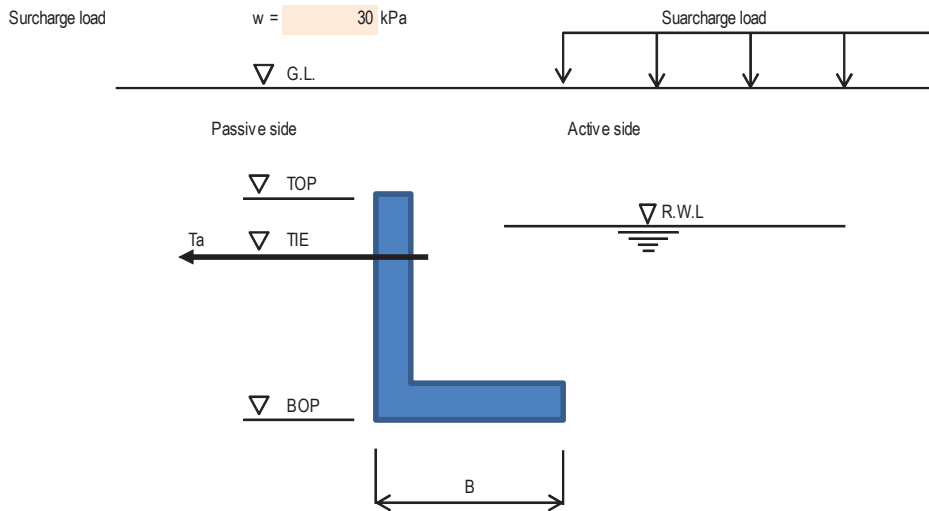 Surcharge load w = 30 kPa
Suarcharge load
G.L.
Passive side
Active side
TOP
R.W.L
Ta
TIE
BOP
B